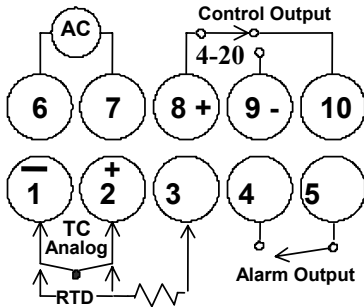 AC
Control Output
4-20
6 7 8 + 9 - 10
− +
1 2 3 4 5
TC
Analog
RTD
Alarm Output